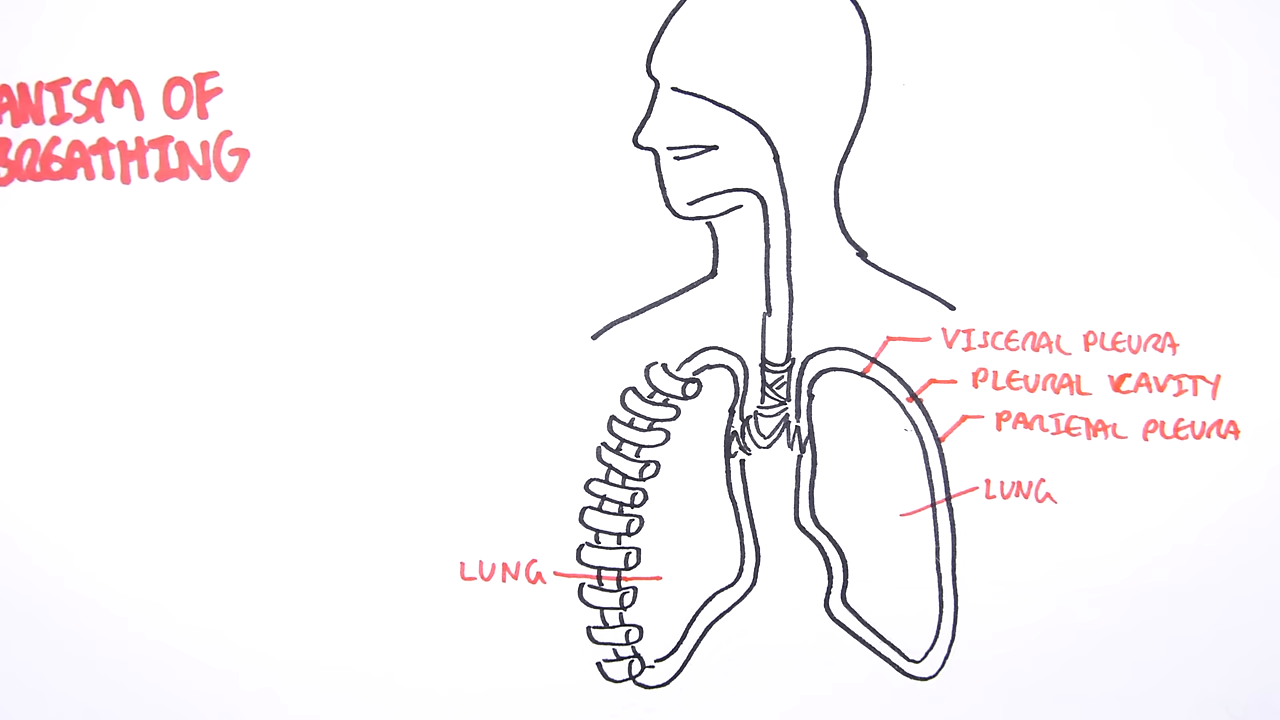 ANISM OF
BREATHING
VISCERAL PLEURA
PLEURAL CAVITY
PARIETAL PLEURA
LUNG
LUNG